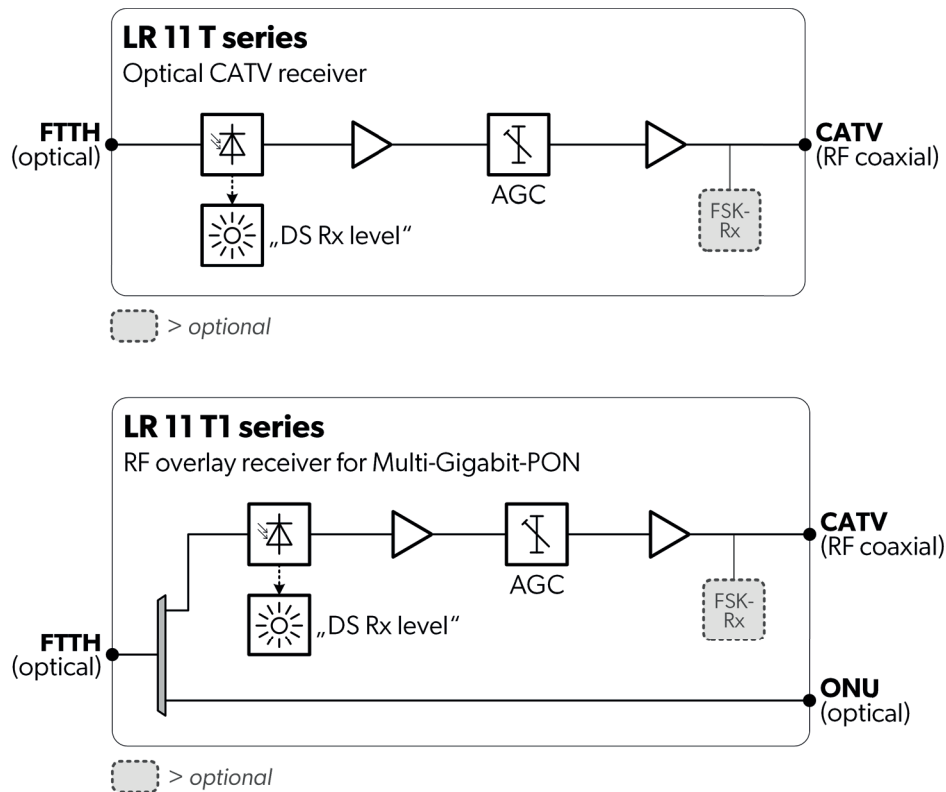 LR 11 T series
Optical CATV receiver
FTTH
(optical)
CATV
(RF coaxial)
AGC
FSK-
Rx
„DS Rx level“
> optional
LR 11 T1 series
RF overlay receiver for Multi-Gigabit-PON
CATV
(RF coaxial)
AGC
FSK-
Rx
„DS Rx level“
FTTH
(optical)
ONU
(optical)
> optional